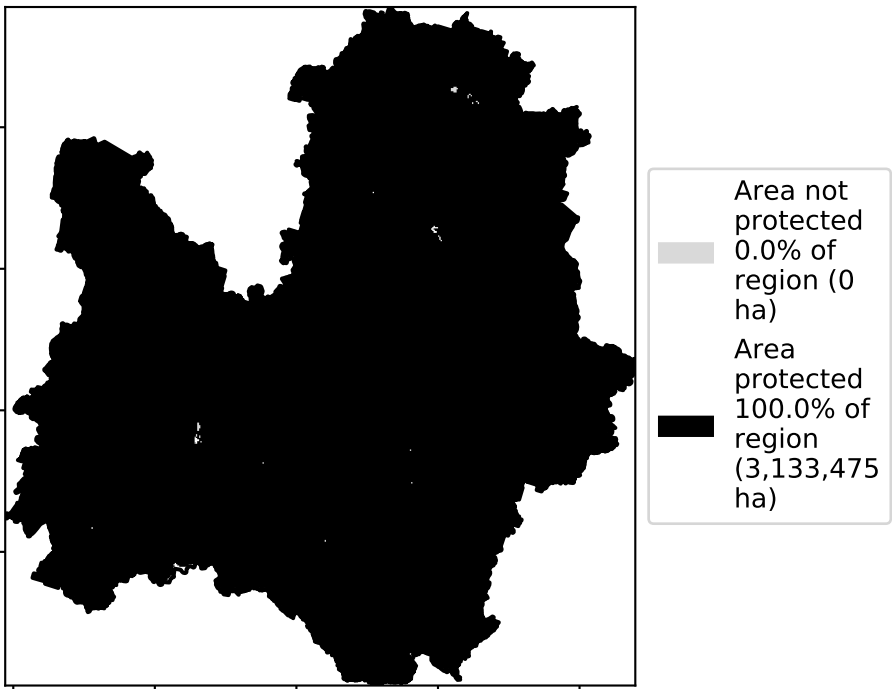 Area not
protected
0.0% of
region (0
ha)
Area
protected
100.0% of
region
(3,133,475
ha)